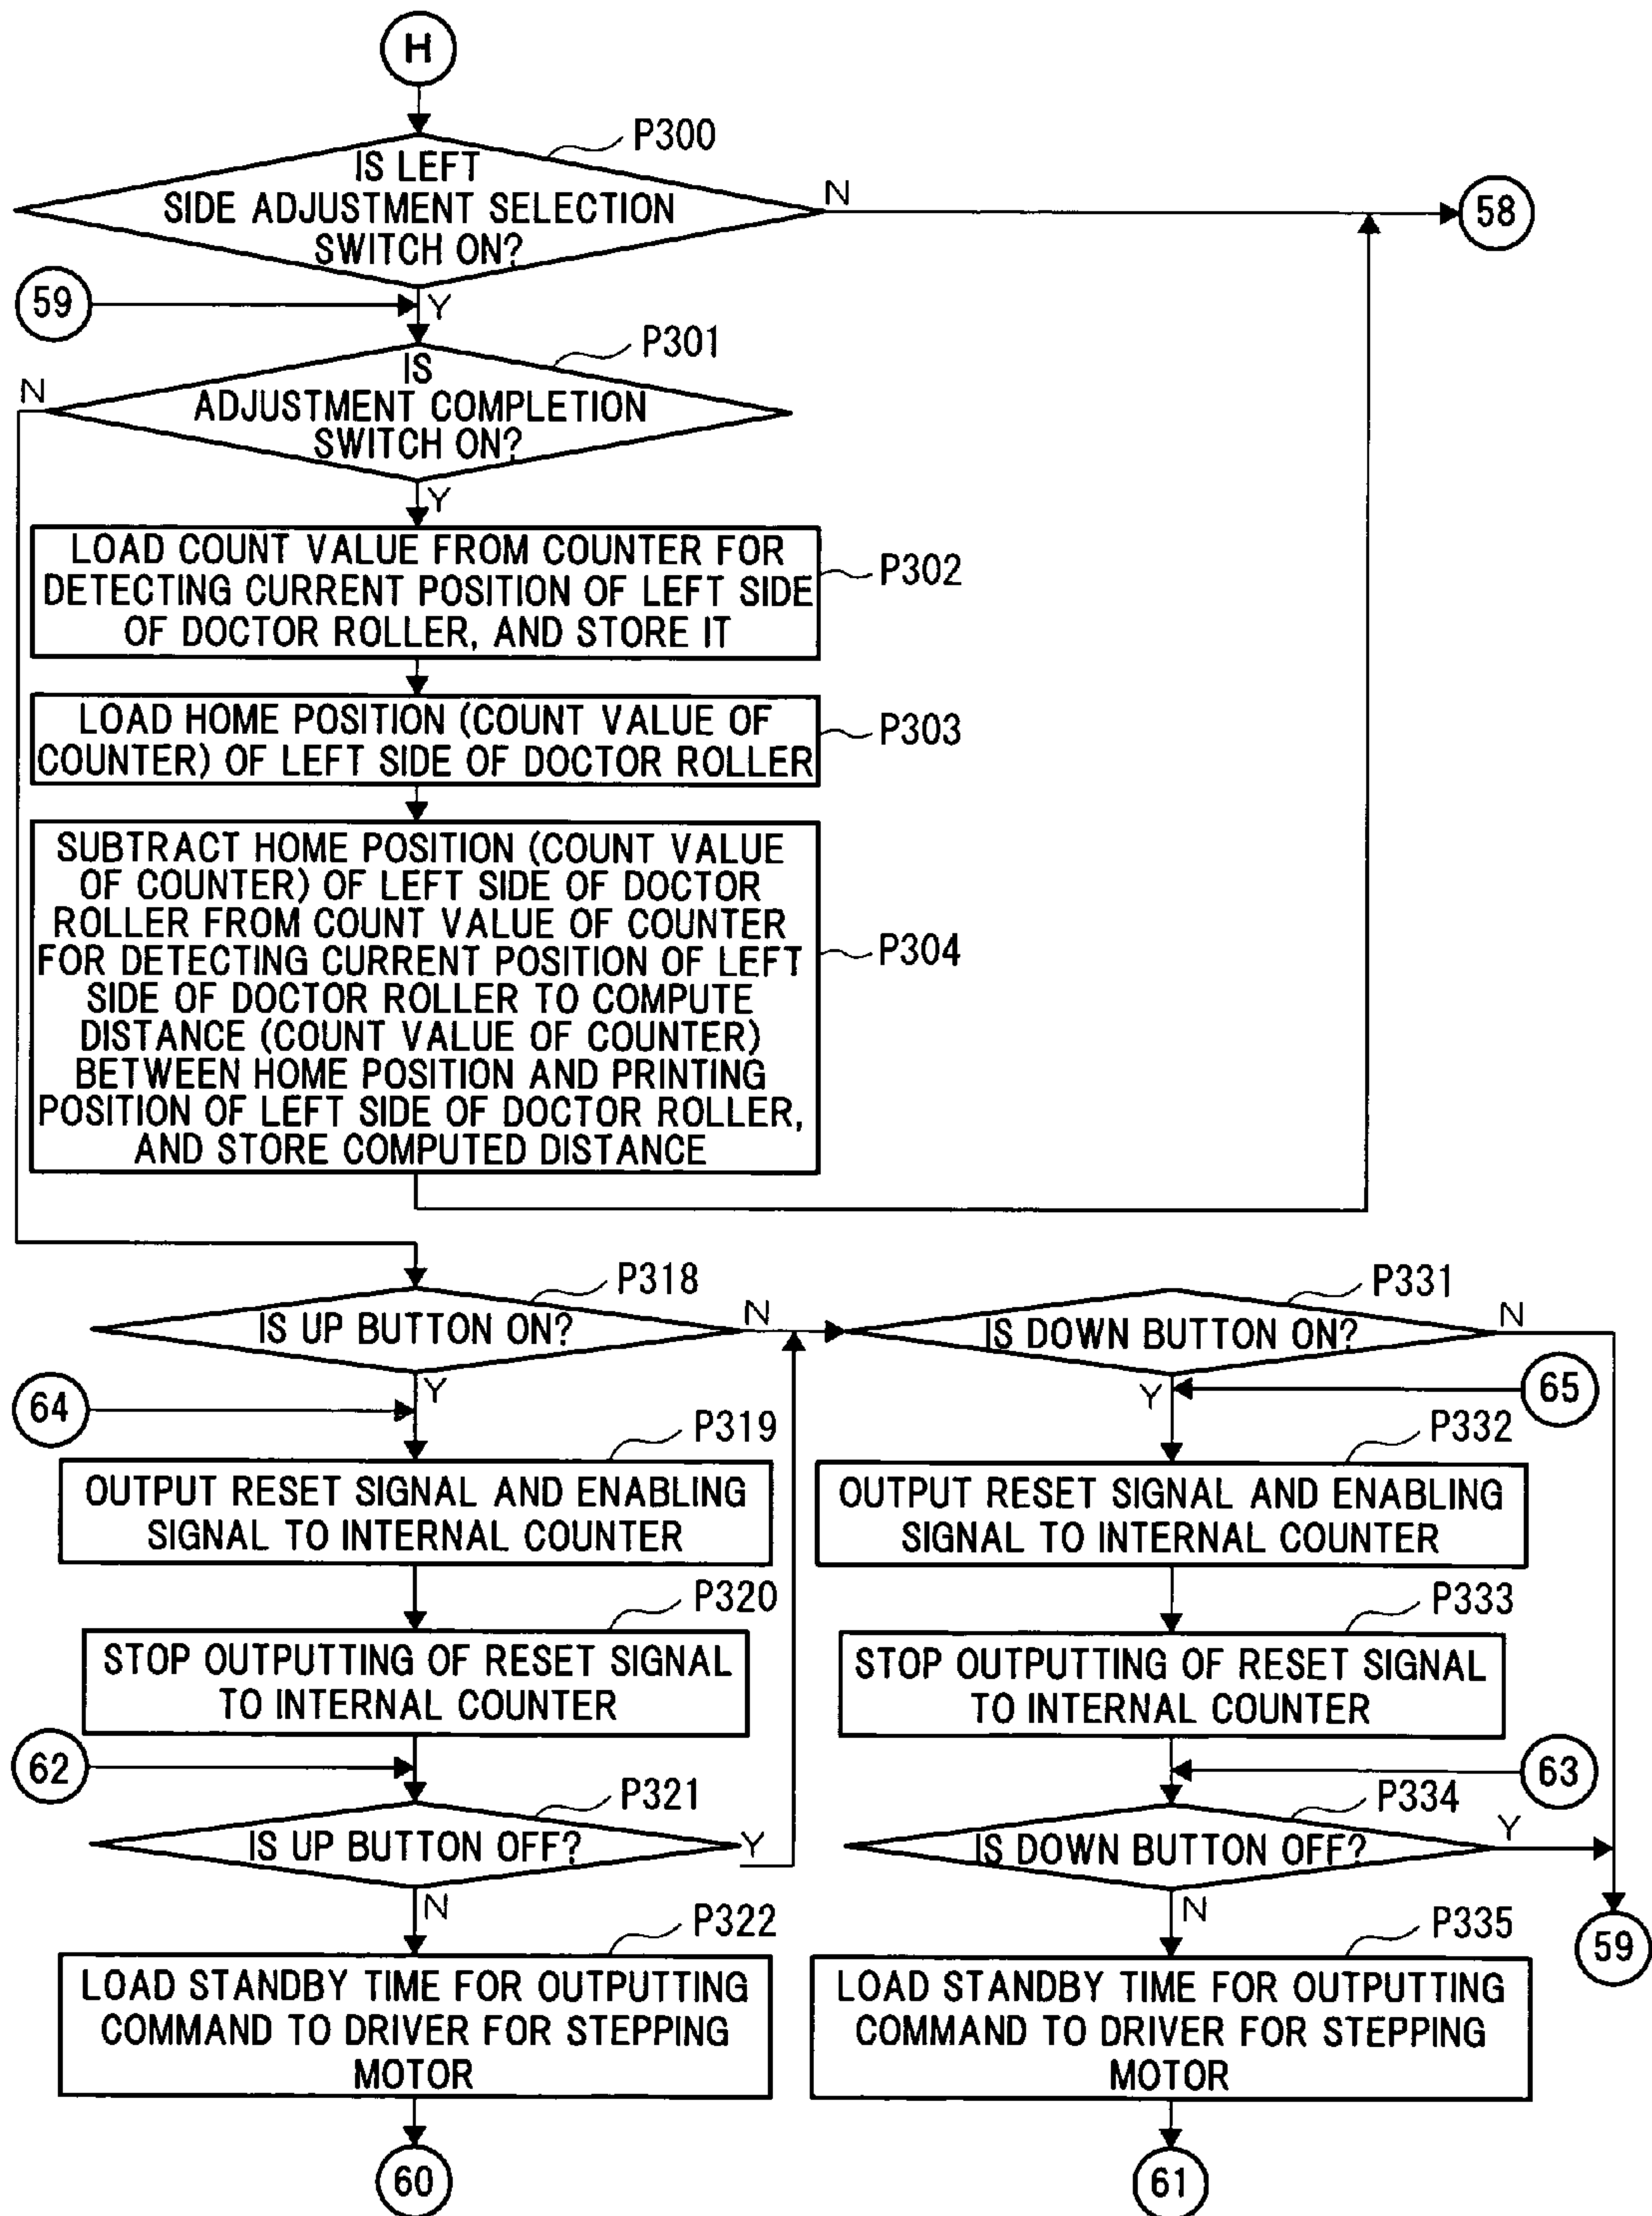 H
P300
IS LEFT
SIDE ADJUSTMENT SELECTION
SWITCH ON?
N
58
59
Y
P301
IS
ADJUSTMENT COMPLETION
SWITCH ON?
N
Y
LOAD COUNT VALUE FROM COUNTER FOR
DETECTING CURRENT POSITION OF LEFT SIDE
OF DOCTOR ROLLER, AND STORE IT
P302
LOAD HOME POSITION (COUNT VALUE OF
COUNTER) OF LEFT SIDE OF DOCTOR ROLLER
P303
SUBTRACT HOME POSITION (COUNT VALUE
OF COUNTER) OF LEFT SIDE OF DOCTOR
ROLLER FROM COUNT VALUE OF COUNTER
FOR DETECTING CURRENT POSITION OF LEFT
SIDE OF DOCTOR ROLLER TO COMPUTE
DISTANCE (COUNT VALUE OF COUNTER)
BETWEEN HOME POSITION AND PRINTING
POSITION OF LEFT SIDE OF DOCTOR ROLLER,
AND STORE COMPUTED DISTANCE
P304
P318
IS UP BUTTON ON?
N
Y
64
P319
OUTPUT RESET SIGNAL AND ENABLING
SIGNAL TO INTERNAL COUNTER
P320
STOP OUTPUTTING OF RESET SIGNAL
TO INTERNAL COUNTER
62
P321
IS UP BUTTON OFF?
Y
N
P322
LOAD STANDBY TIME FOR OUTPUTTING
COMMAND TO DRIVER FOR STEPPING
MOTOR
60
P331
IS DOWN BUTTON ON?
N
Y
65
P332
OUTPUT RESET SIGNAL AND ENABLING
SIGNAL TO INTERNAL COUNTER
P333
STOP OUTPUTTING OF RESET SIGNAL
TO INTERNAL COUNTER
63
P334
IS DOWN BUTTON OFF?
Y
N
59
P335
LOAD STANDBY TIME FOR OUTPUTTING
COMMAND TO DRIVER FOR STEPPING
MOTOR
61